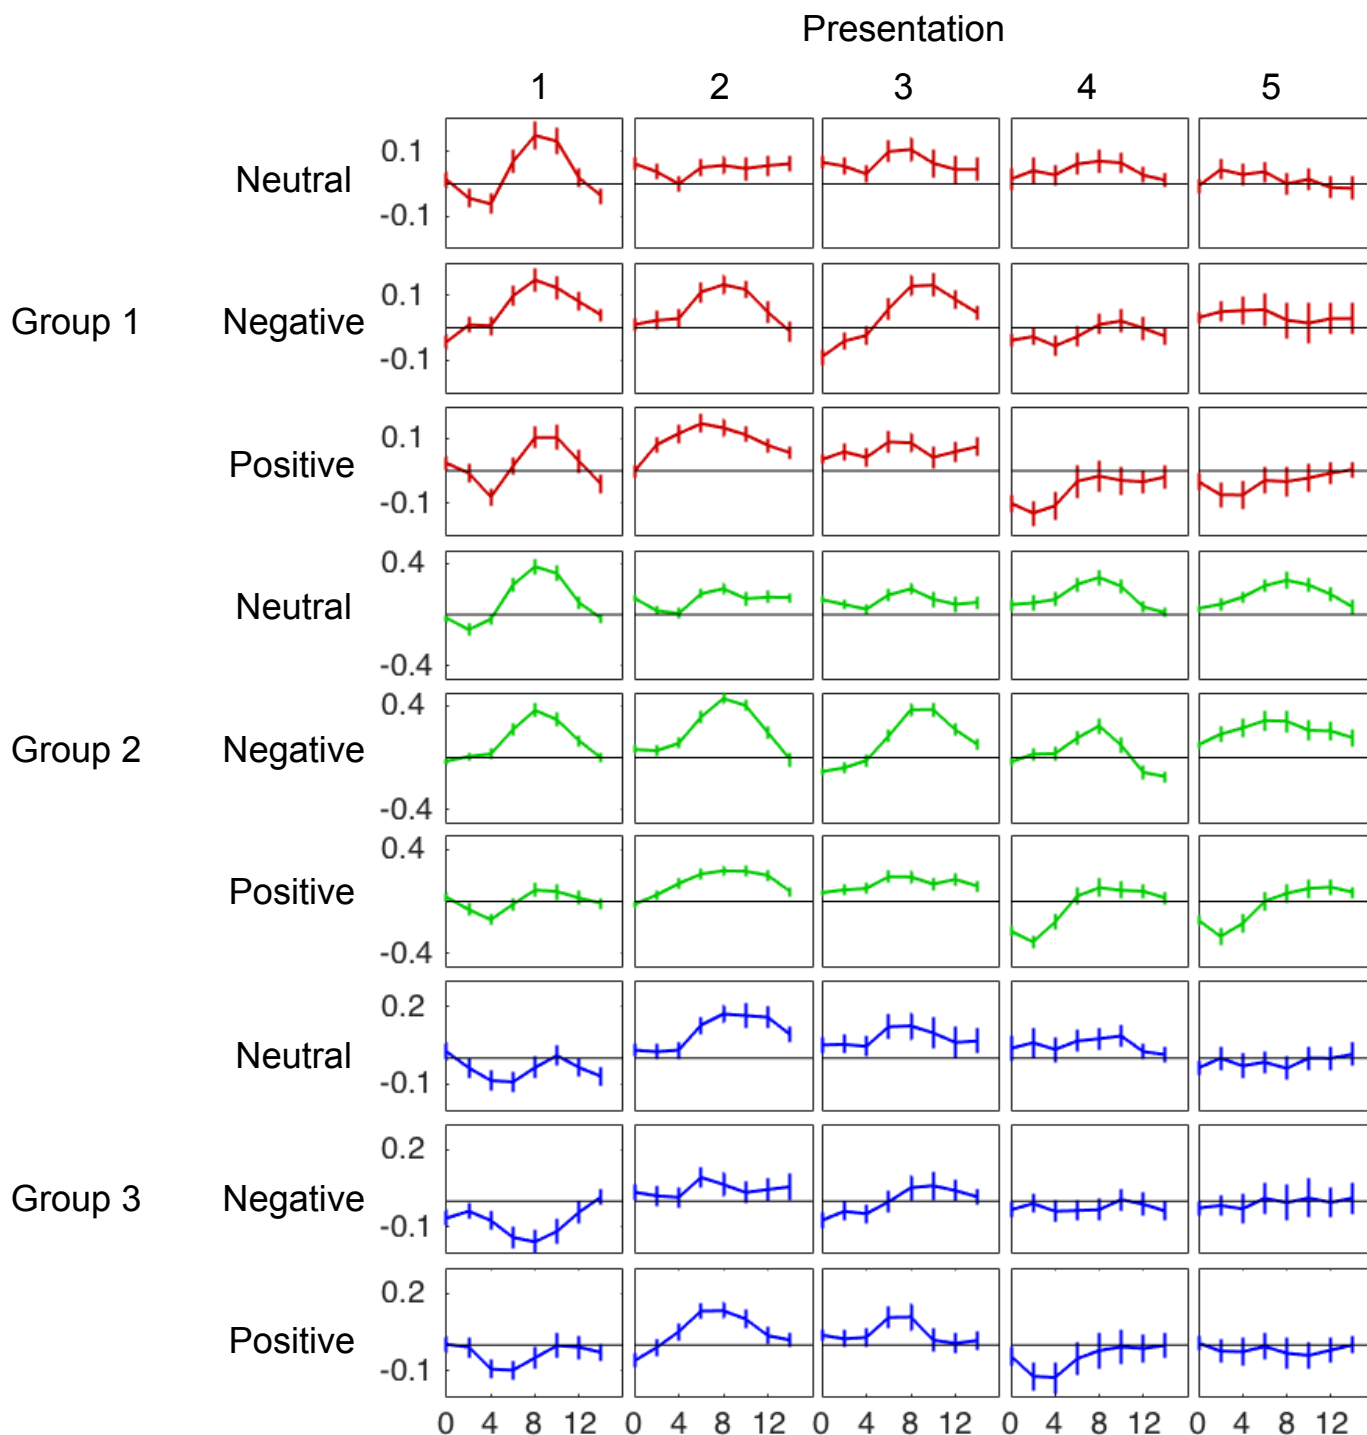 Presentation
1 2 3 4 5
0.1
Neutral
-0.1
0.1
Group 1 Negative
-0.1
0.1
Positive
-0.1
0.4
Neutral
-0.4
0.4
Group 2 Negative
-0.4
0.4
Positive
-0.4
0.2
Neutral
-0.1
0.2
Group 3 Negative
-0.1
0.2
Positive
-0.1
0 4 8 12 0 4 8 12 0 4 8 12 0 4 8 12 0 4 8 12